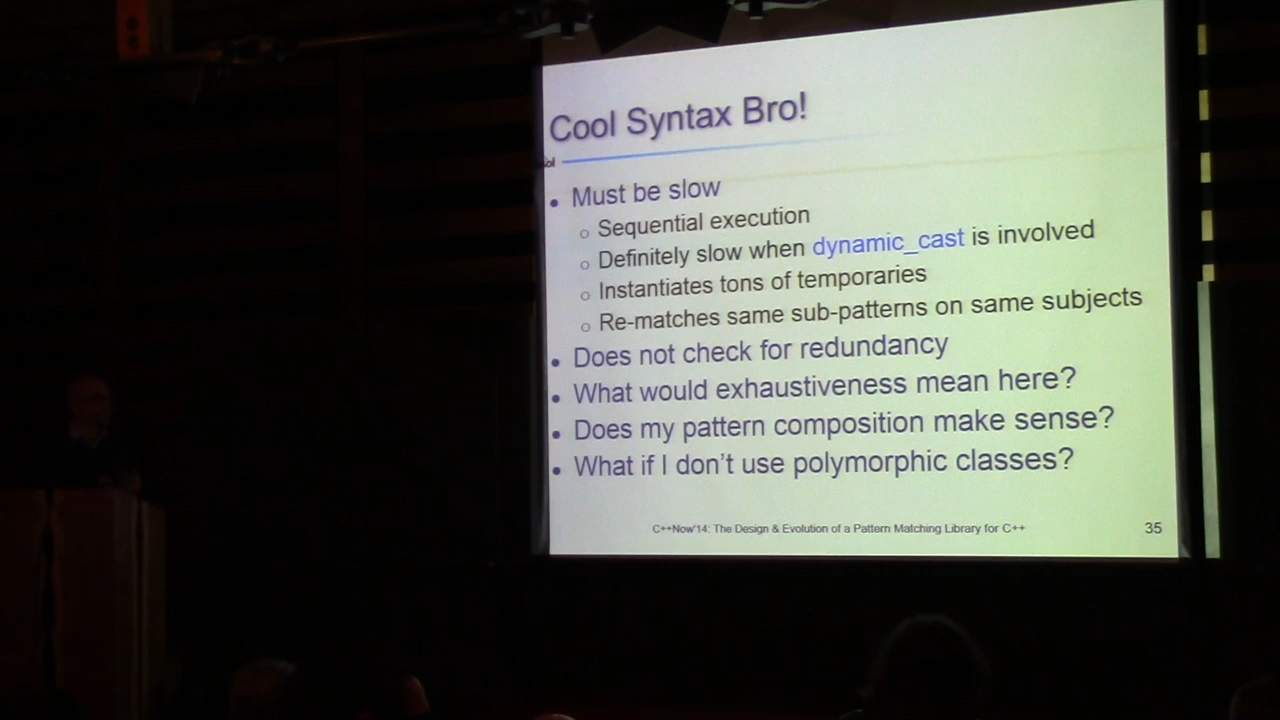 Cool Syntax Bro!
• Must be slow
○ Sequential execution
○ Definitely slow when dynamic_cast is involved
○ Instantiates tons of temporaries
○ Re-matches same sub-patterns on same subjects
• Does not check for redundancy
• What would exhaustiveness mean here?
• Does my pattern composition make sense?
• What if I don't use polymorphic classes?
C++Now'14: The Design & Evolution of a Pattern Matching Library for C++ 35